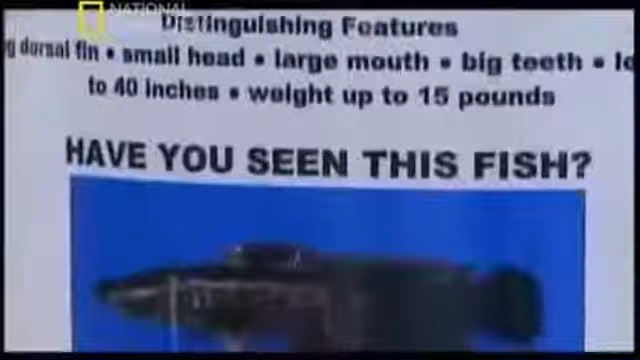 NATIONAL
Distinguishing Features
dorsal fin • small head • large mouth • big teeth •
to 40 inches • weight up to 15 pounds
HAVE YOU SEEN THIS FISH?